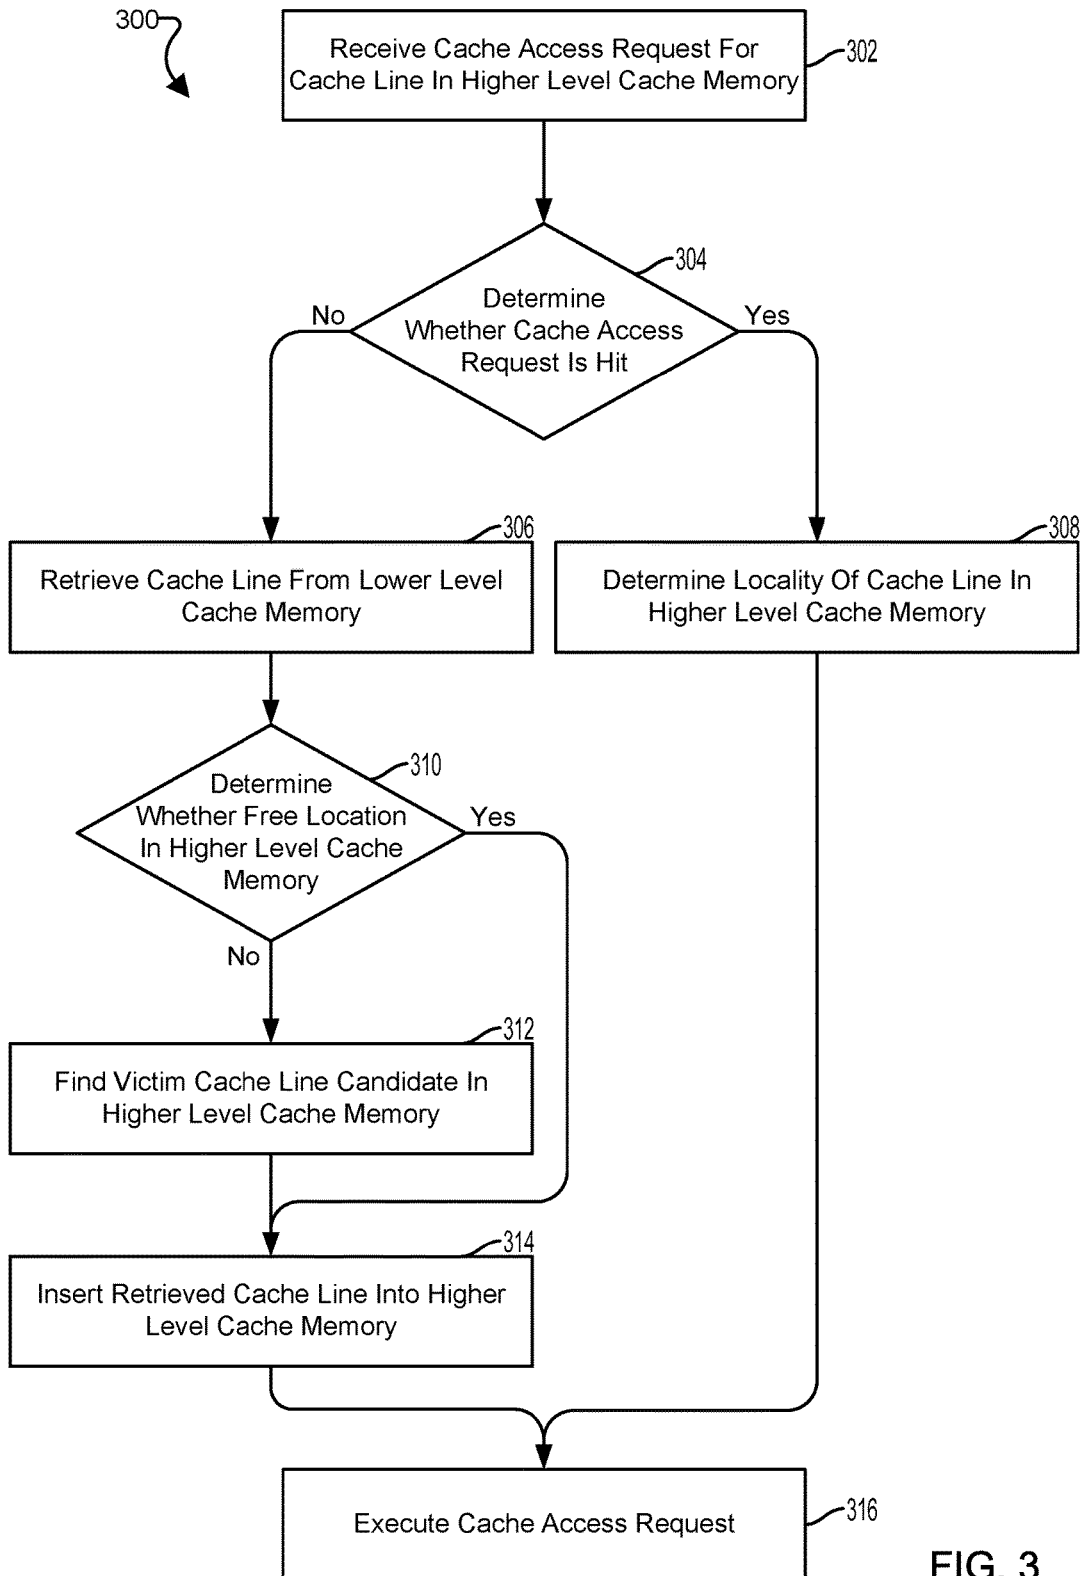 300
Receive Cache Access Request For
Cache Line In Higher Level Cache Memory
302
304
Determine
Whether Cache Access
Request Is Hit
No
Yes
306
Retrieve Cache Line From Lower Level
Cache Memory
308
Determine Locality Of Cache Line In
Higher Level Cache Memory
310
Determine
Whether Free Location
In Higher Level Cache
Memory
Yes
No
312
Find Victim Cache Line Candidate In
Higher Level Cache Memory
314
Insert Retrieved Cache Line Into Higher
Level Cache Memory
316
Execute Cache Access Request
FIG. 3